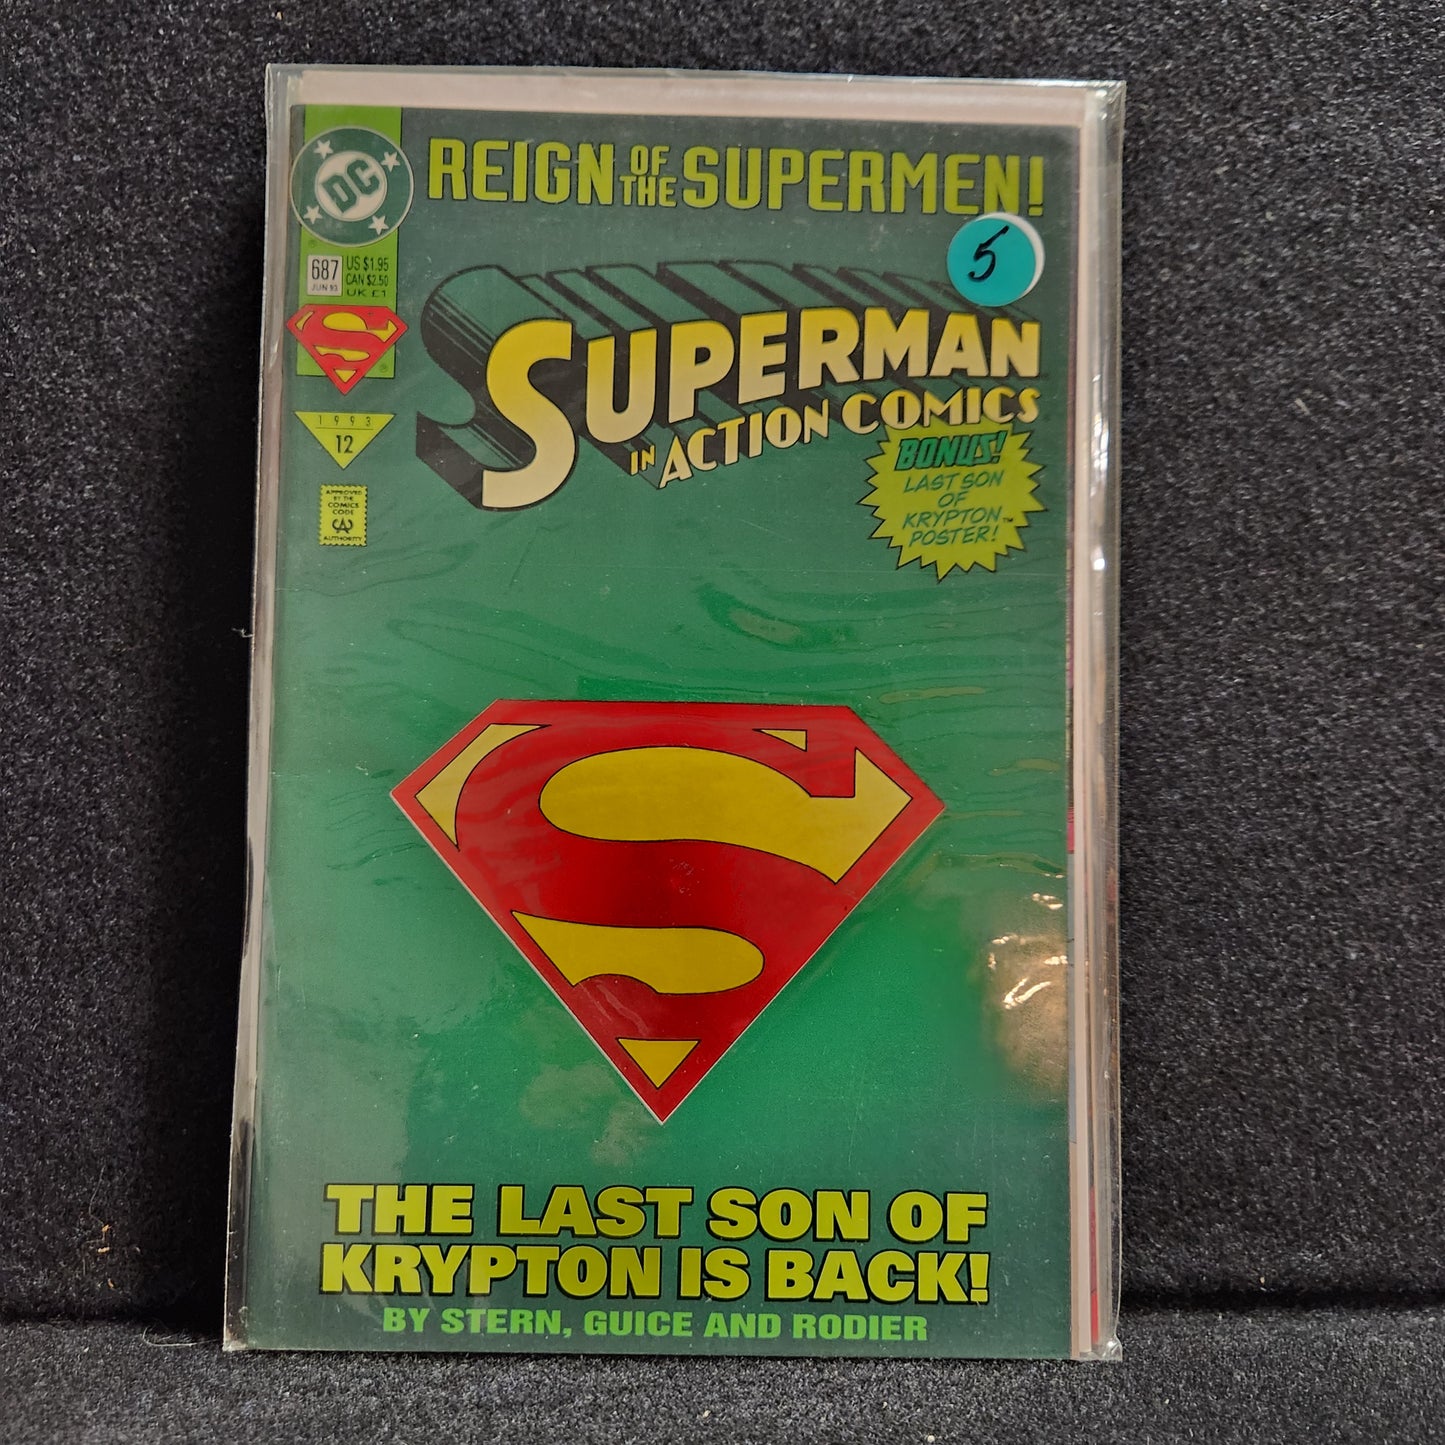 DC
REIGN OF THE SUPERMEN!
5
687
JUN 93
US $1.95
CAN $2.50
UK £1
SUPERMAN
IN ACTION COMICS
S
1993
12
BONUS!
LAST SON
OF
KRYPTON™
POSTER!
APPROVED
BY THE
COMICS
CODE
CA
AUTHORITY
S
THE LAST SON OF
KRYPTON IS BACK!
BY STERN, GUICE AND RODIER